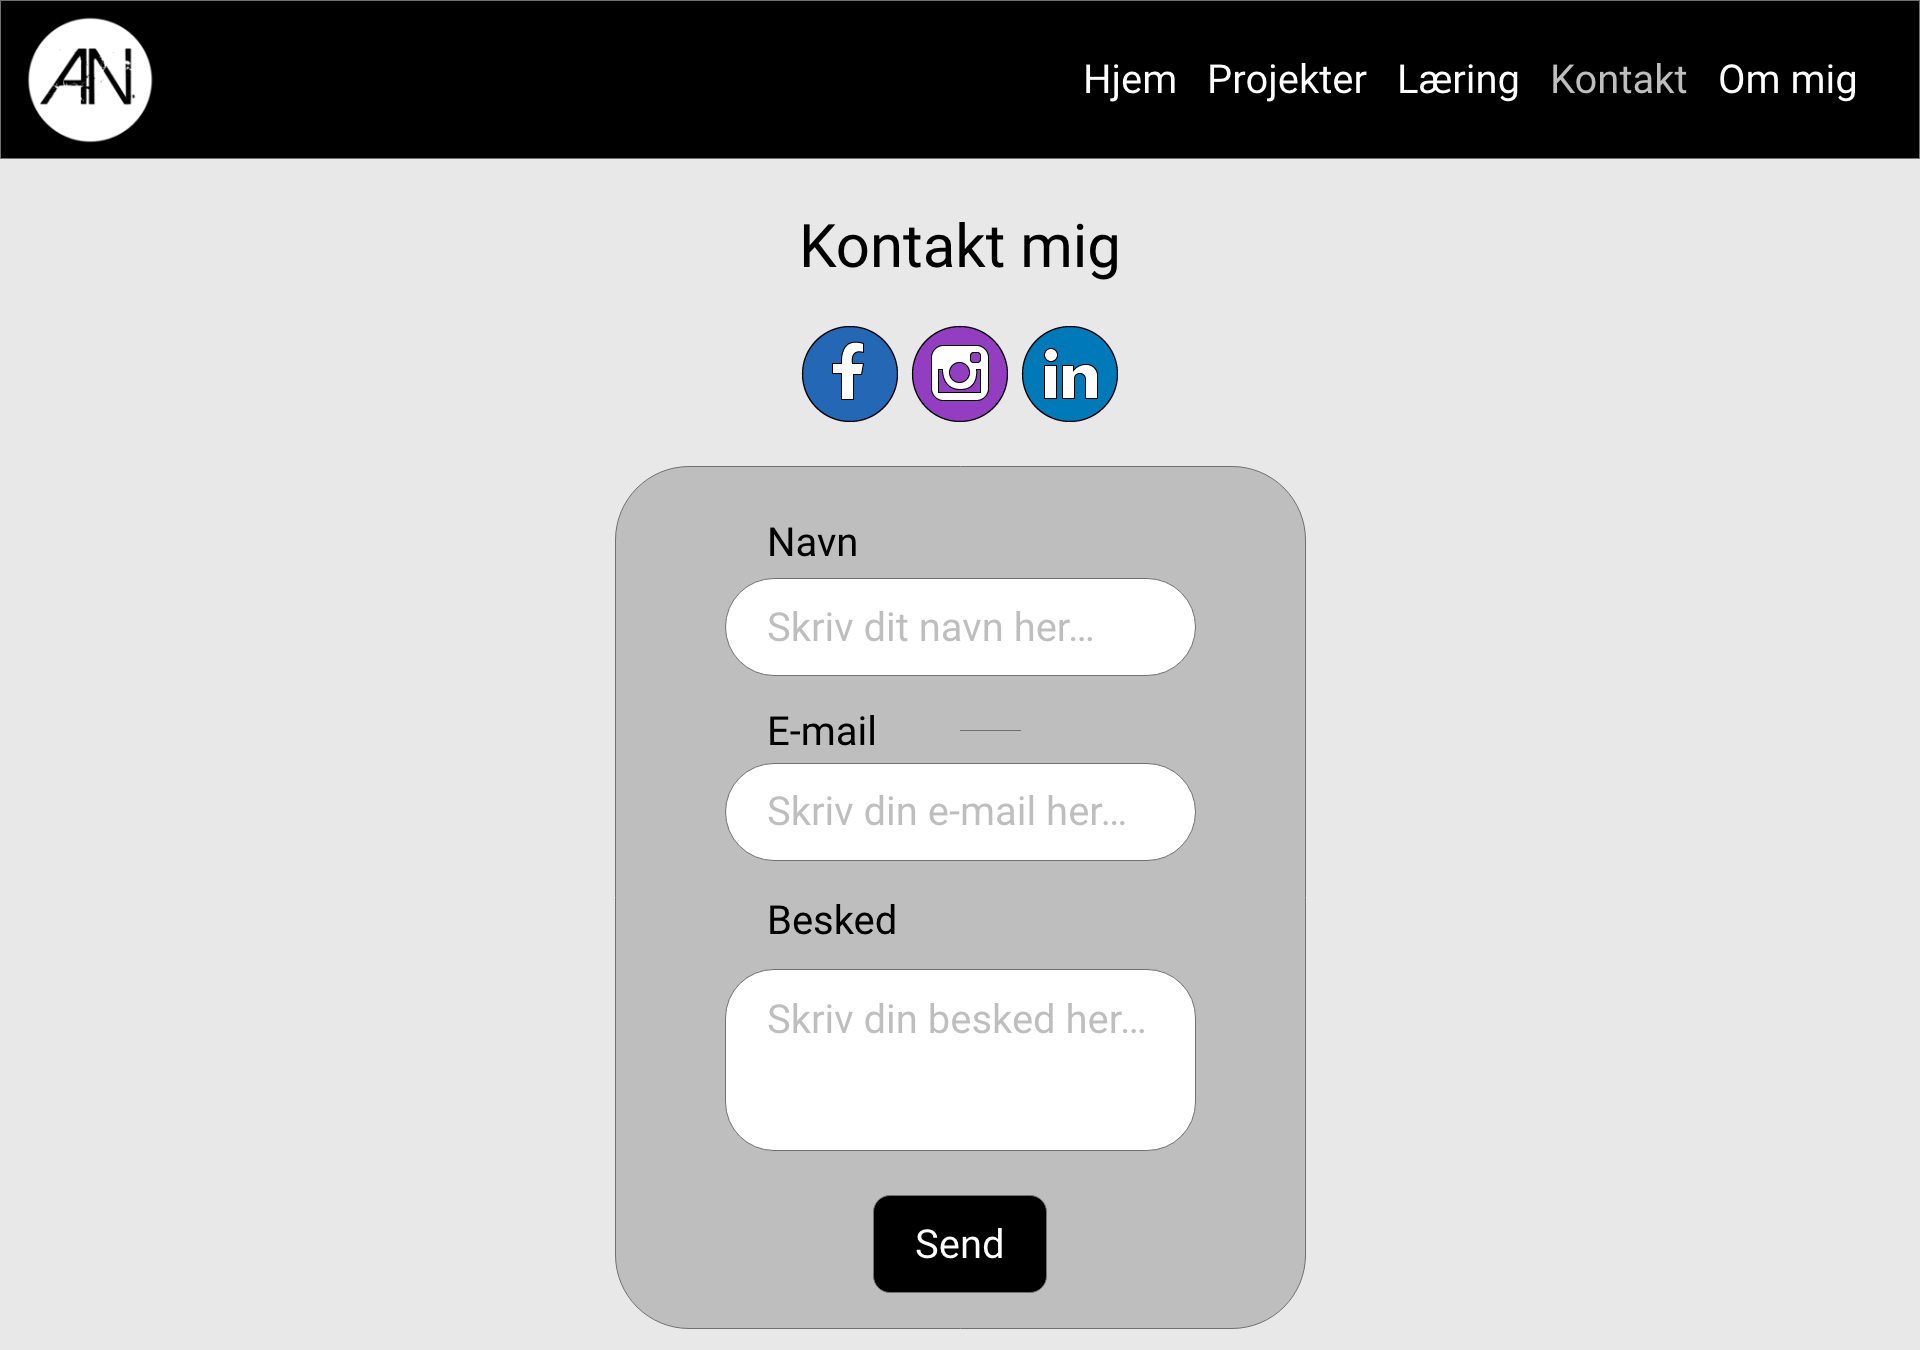 AN
Hjem Projekter Læring Kontakt Om mig
Kontakt mig
f
in
Navn
Skriv dit navn her...
E-mail
Skriv din e-mail her...
Besked
Skriv din besked her...
Send